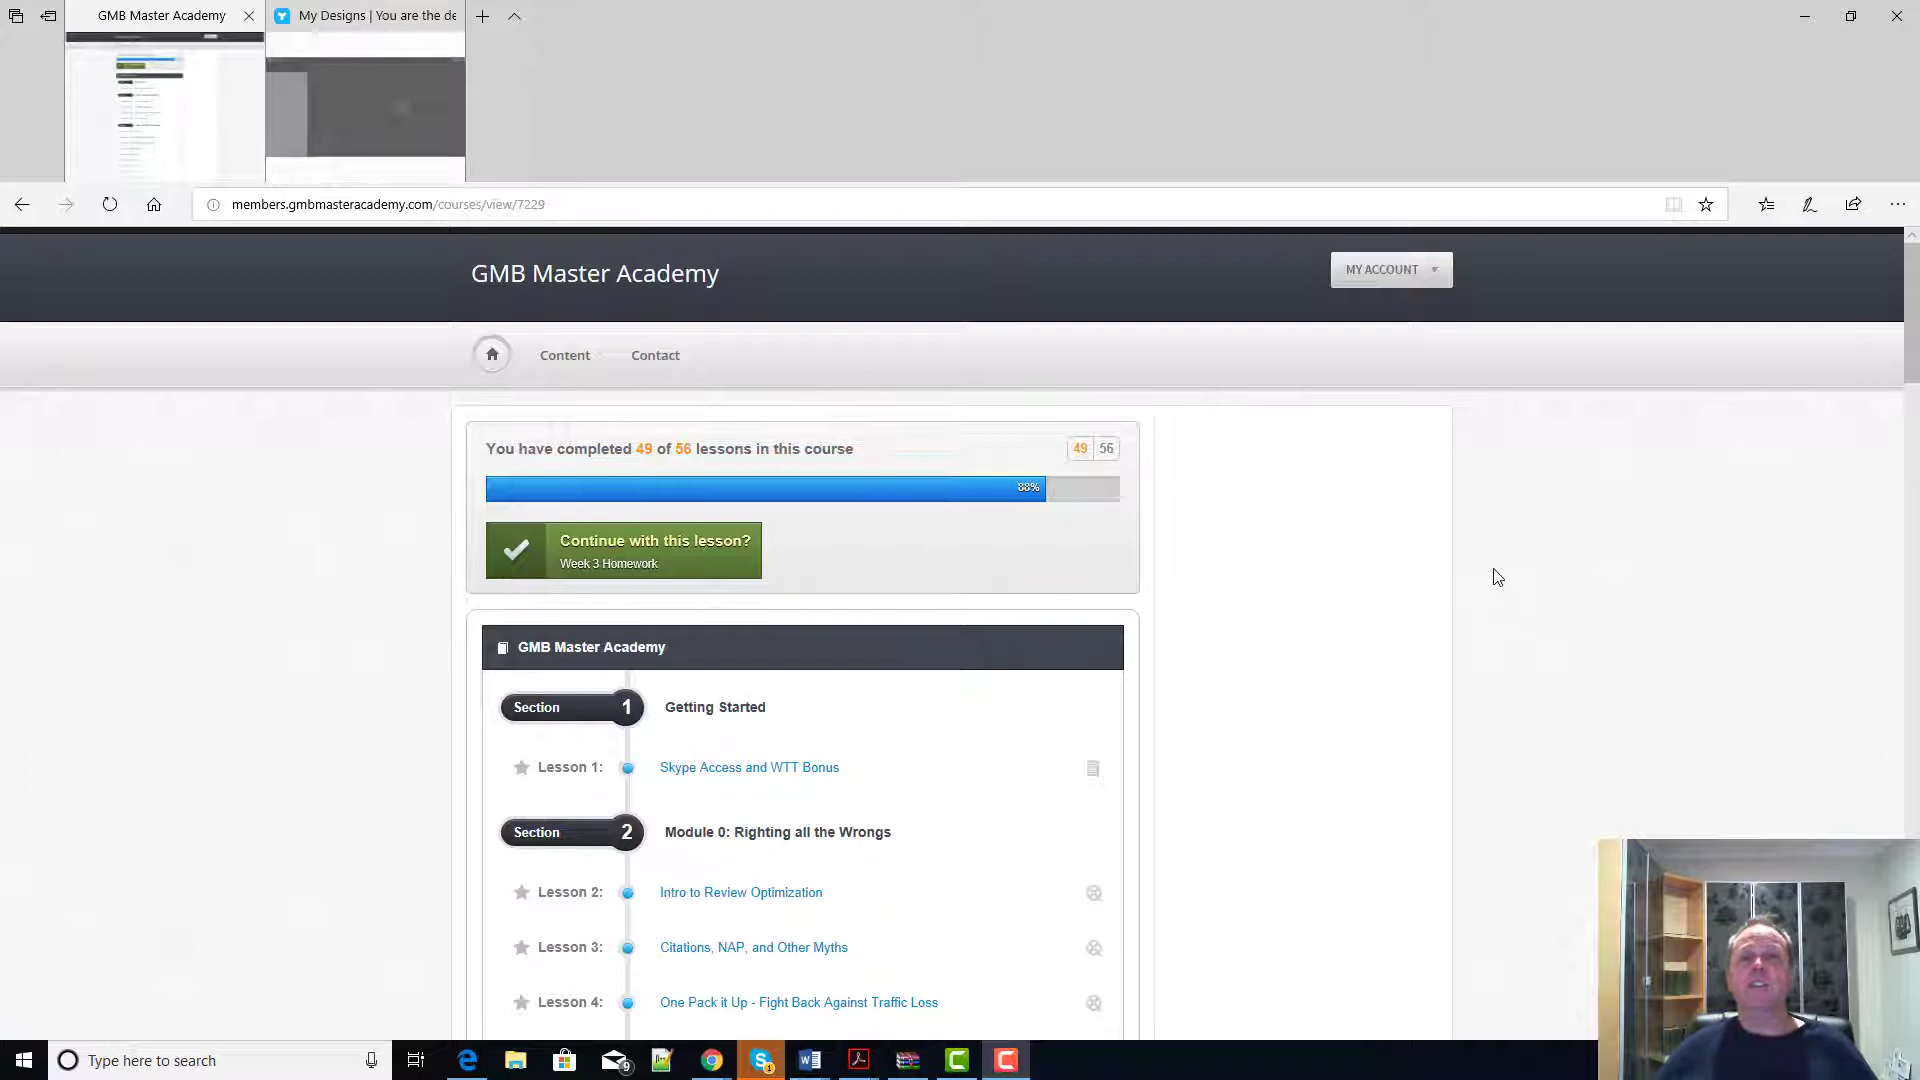 GMB Master Academy
My Designs | You are the de
members.gmbmasteracademy.com/courses/view/7229
GMB Master Academy
MY ACCOUNT
Content
Contact
You have completed 49 of 56 lessons in this course
49 56
88%
Continue with this lesson?
Week 3 Homework
GMB Master Academy
Section 1 Getting Started
Lesson 1: Skype Access and WTT Bonus
Section 2 Module 0: Righting all the Wrongs
Lesson 2: Intro to Review Optimization
Lesson 3: Citations, NAP, and Other Myths
Lesson 4: One Pack it Up - Fight Back Against Traffic Loss
Type here to search
9
1